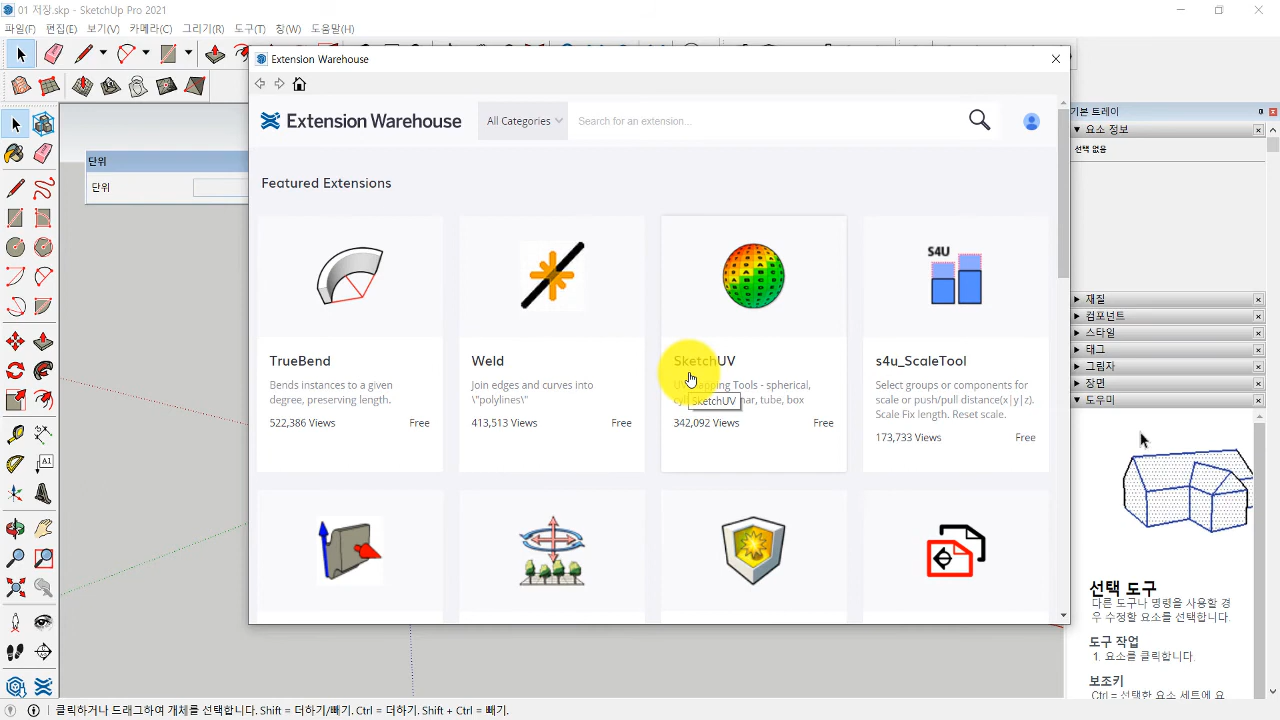 01 저장.skp - SketchUp Pro 2021
파일(F) 편집(E) 보기(V) 카메라(C) 그리기(R) 도구(T) 창(W) 도움말(H)
Extension Warehouse
Extension Warehouse
All Categories
Search for an extension...
Featured Extensions
TrueBend
Bends instances to a given
degree, preserving length.
522,386 Views Free
Weld
Join edges and curves into
\"polylines\"
413,513 Views Free
SketchUV
Tools - spherical,
box
SketchUV
342,092 Views Free
S4U
s4u_ScaleTool
Select groups or components for
scale or push/pull distance(x|y|z).
Scale Fix length. Reset scale.
173,733 Views Free
단위
단위
A1
기본 트레이
요소 정보
선택 없음
재질
컴포넌트
스타일
태그
그림자
장면
도우미
선택 도구
다른 도구나 명령을 사용할 경
우 수정할 요소를 선택합니다.
도구 작업
1. 요소를 클릭합니다.
보조키
Ctrl = 선택한 요소 세트에 요
클릭하거나 드래그하여 개체를 선택합니다. Shift = 더하기/빼기. Ctrl = 더하기. Shift + Ctrl = 빼기.